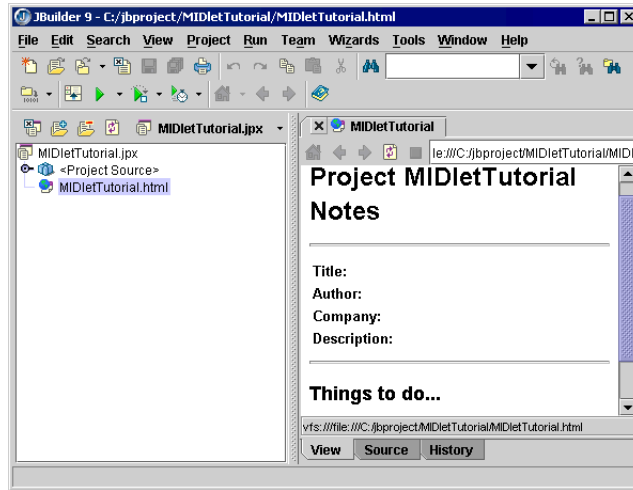 JBuilder 9 - C:/jbproject/MIDletTutorial/MIDletTutorial.html
File Edit Search View Project Run Team Wizards Tools Window Help
MIDletTutorial.jpx
MIDletTutorial.jpx
<Project Source>
MIDletTutorial.html
MIDletTutorial
le:///C:/jbproject/MIDletTutorial/MIDl
Project MIDletTutorial
Notes
Title:
Author:
Company:
Description:
Things to do...
vfs:///file:///C:/jbproject/MIDletTutorial/MIDletTutorial.html
View Source History